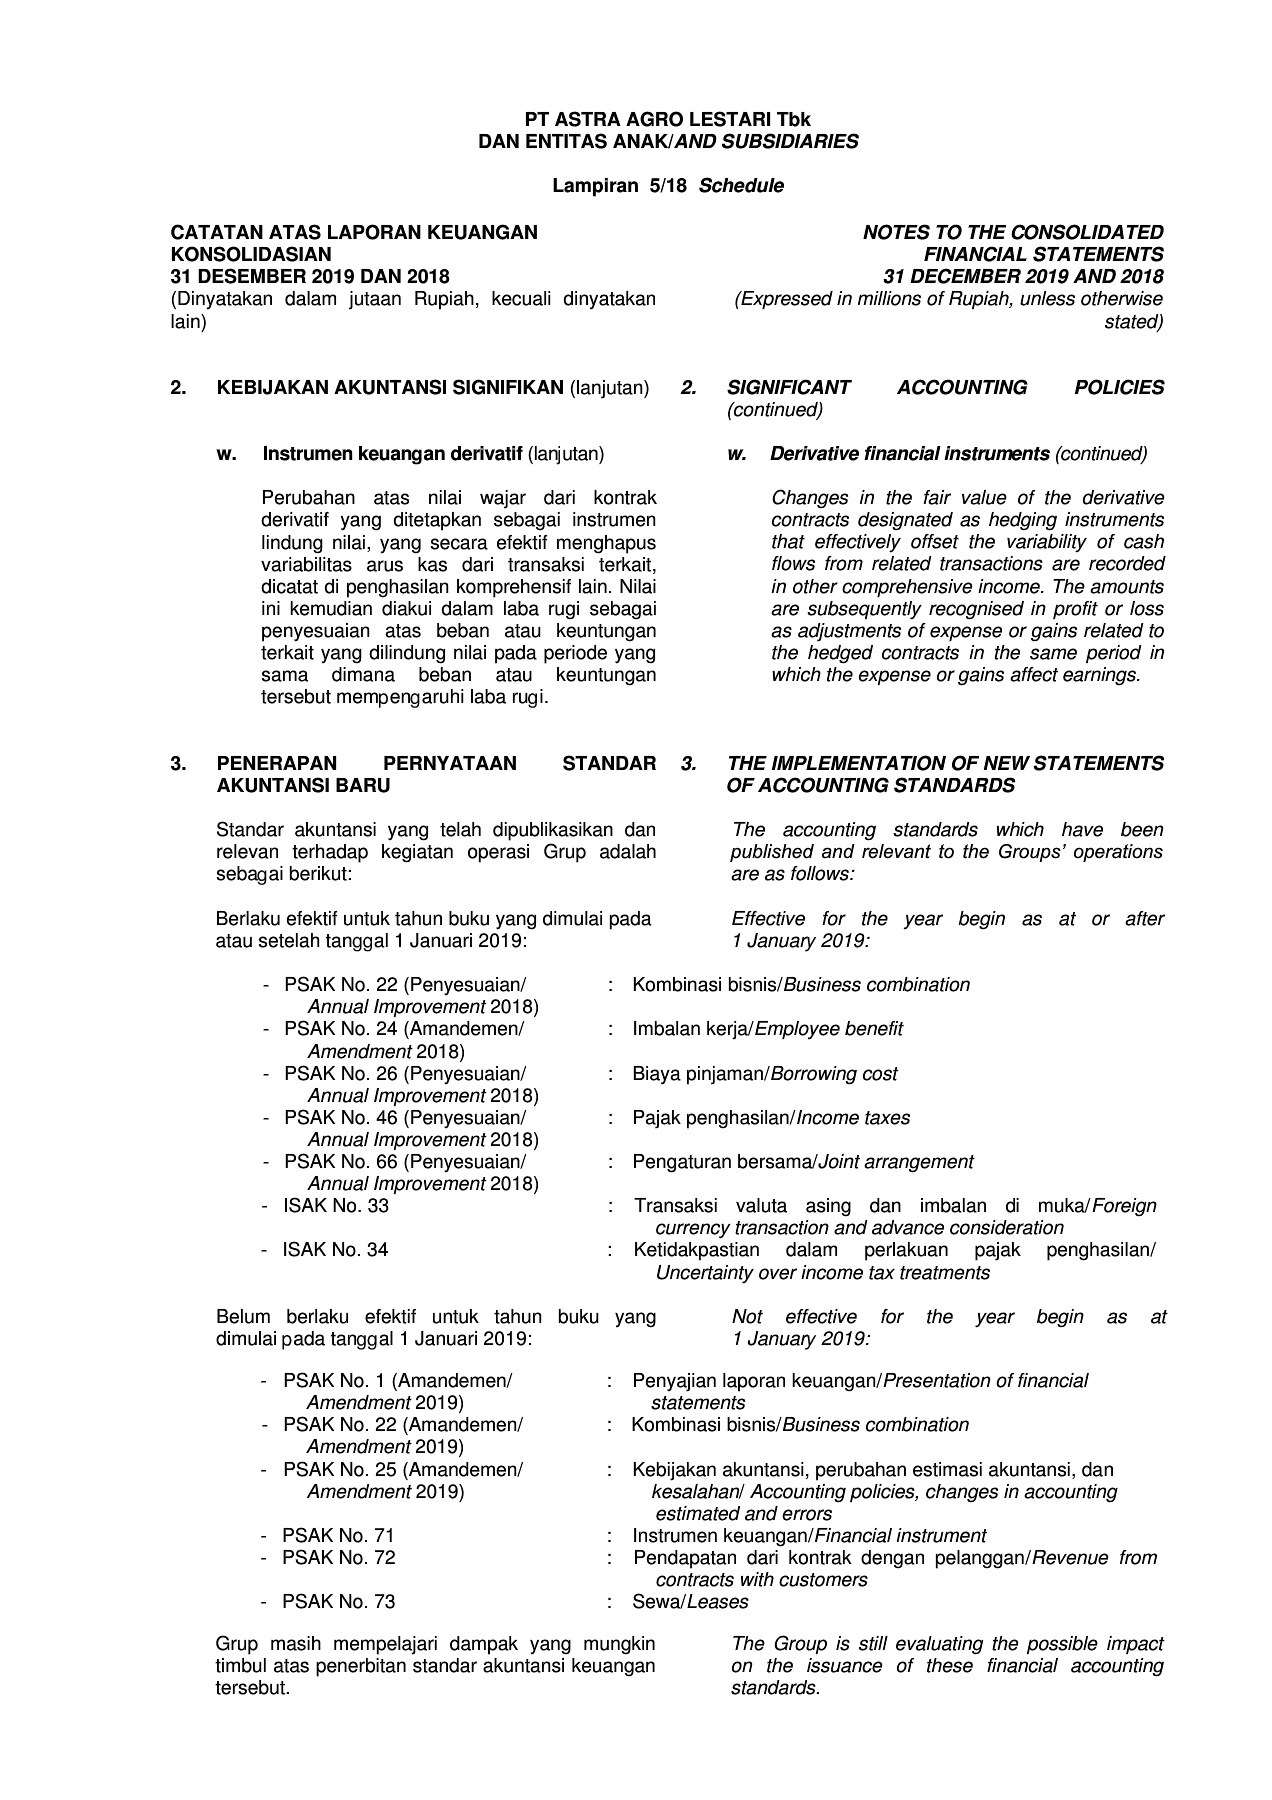 PT ASTRA AGRO LESTARI Tbk
DAN ENTITAS ANAK/AND SUBSIDIARIES
Lampiran 5/18 Schedule
CATATAN ATAS LAPORAN KEUANGAN
KONSOLIDASIAN
31 DESEMBER 2019 DAN 2018
(Dinyatakan dalam jutaan Rupiah, kecuali dinyatakan
lain)
NOTES TO THE CONSOLIDATED
FINANCIAL STATEMENTS
31 DECEMBER 2019 AND 2018
(Expressed in millions of Rupiah, unless otherwise
stated)
2. KEBIJAKAN AKUNTANSI SIGNIFIKAN (lanjutan)
2. SIGNIFICANT ACCOUNTING POLICIES
(continued)
w. Instrumen keuangan derivatif (lanjutan)
Perubahan atas nilai wajar dari kontrak
derivatif yang ditetapkan sebagai instrumen
lindung nilai, yang secara efektif menghapus
variabilitas arus kas dari transaksi terkait,
dicatat di penghasilan komprehensif lain. Nilai
ini kemudian diakui dalam laba rugi sebagai
penyesuaian atas beban atau keuntungan
terkait yang dilindung nilai pada periode yang
sama dimana beban atau keuntungan
tersebut mempengaruhi laba rugi.
w. Derivative financial instruments (continued)
Changes in the fair value of the derivative
contracts designated as hedging instruments
that effectively offset the variability of cash
flows from related transactions are recorded
in other comprehensive income. The amounts
are subsequently recognised in profit or loss
as adjustments of expense or gains related to
the hedged contracts in the same period in
which the expense or gains affect earnings.
3. PENERAPAN PERNYATAAN STANDAR
AKUNTANSI BARU
3. THE IMPLEMENTATION OF NEW STATEMENTS
OF ACCOUNTING STANDARDS
Standar akuntansi yang telah dipublikasikan dan
relevan terhadap kegiatan operasi Grup adalah
sebagai berikut:
The accounting standards which have been
published and relevant to the Groups' operations
are as follows:
Berlaku efektif untuk tahun buku yang dimulai pada
atau setelah tanggal 1 Januari 2019:
Effective for the year begin as at or after
1 January 2019:
- PSAK No. 22 (Penyesuaian/ : Kombinasi bisnis/Business combination
Annual Improvement 2018)
- PSAK No. 24 (Amandemen/ : Imbalan kerja/Employee benefit
Amendment 2018)
- PSAK No. 26 (Penyesuaian/ : Biaya pinjaman/Borrowing cost
Annual Improvement 2018)
- PSAK No. 46 (Penyesuaian/ : Pajak penghasilan/Income taxes
Annual Improvement 2018)
- PSAK No. 66 (Penyesuaian/ : Pengaturan bersama/Joint arrangement
Annual Improvement 2018)
- ISAK No. 33 : Transaksi valuta asing dan imbalan di muka/Foreign
currency transaction and advance consideration
- ISAK No. 34 : Ketidakpastian dalam perlakuan pajak penghasilan/
Uncertainty over income tax treatments
Belum berlaku efektif untuk tahun buku yang
dimulai pada tanggal 1 Januari 2019:
Not effective for the year begin as at
1 January 2019:
- PSAK No. 1 (Amandemen/ : Penyajian laporan keuangan/Presentation of financial
Amendment 2019) statements
- PSAK No. 22 (Amandemen/ : Kombinasi bisnis/Business combination
Amendment 2019)
- PSAK No. 25 (Amandemen/ : Kebijakan akuntansi, perubahan estimasi akuntansi, dan
Amendment 2019) kesalahan/ Accounting policies, changes in accounting
estimated and errors
- PSAK No. 71 : Instrumen keuangan/Financial instrument
- PSAK No. 72 : Pendapatan dari kontrak dengan pelanggan/Revenue from
contracts with customers
- PSAK No. 73 : Sewa/Leases
Grup masih mempelajari dampak yang mungkin
timbul atas penerbitan standar akuntansi keuangan
tersebut.
The Group is still evaluating the possible impact
on the issuance of these financial accounting
standards.